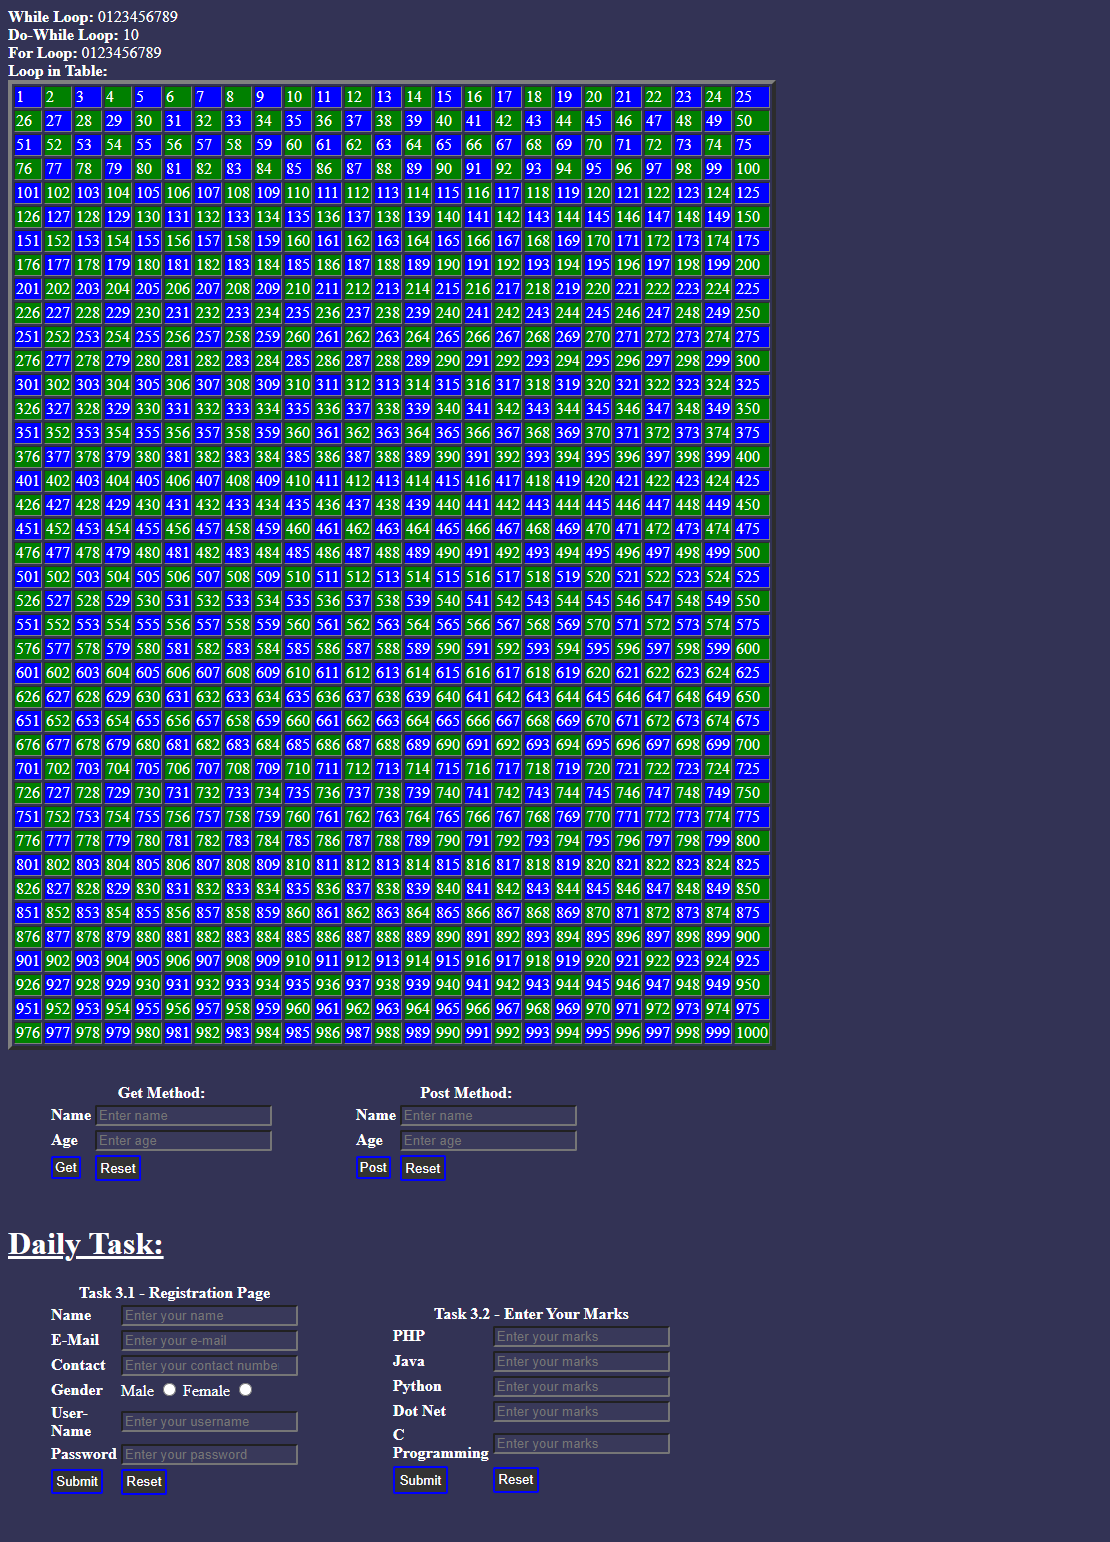 While Loop: 0123456789
Do-While Loop: 10
For Loop: 0123456789
Loop in Table:
1 2 3 4 5 6 7 8 9 10 11 12 13 14 15 16 17 18 19 20 21 22 23 24 25
26 27 28 29 30 31 32 33 34 35 36 37 38 39 40 41 42 43 44 45 46 47 48 49 50
51 52 53 54 55 56 57 58 59 60 61 62 63 64 65 66 67 68 69 70 71 72 73 74 75
76 77 78 79 80 81 82 83 84 85 86 87 88 89 90 91 92 93 94 95 96 97 98 99 100
101 102 103 104 105 106 107 108 109 110 111 112 113 114 115 116 117 118 119 120 121 122 123 124 125
126 127 128 129 130 131 132 133 134 135 136 137 138 139 140 141 142 143 144 145 146 147 148 149 150
151 152 153 154 155 156 157 158 159 160 161 162 163 164 165 166 167 168 169 170 171 172 173 174 175
176 177 178 179 180 181 182 183 184 185 186 187 188 189 190 191 192 193 194 195 196 197 198 199 200
201 202 203 204 205 206 207 208 209 210 211 212 213 214 215 216 217 218 219 220 221 222 223 224 225
226 227 228 229 230 231 232 233 234 235 236 237 238 239 240 241 242 243 244 245 246 247 248 249 250
251 252 253 254 255 256 257 258 259 260 261 262 263 264 265 266 267 268 269 270 271 272 273 274 275
276 277 278 279 280 281 282 283 284 285 286 287 288 289 290 291 292 293 294 295 296 297 298 299 300
301 302 303 304 305 306 307 308 309 310 311 312 313 314 315 316 317 318 319 320 321 322 323 324 325
326 327 328 329 330 331 332 333 334 335 336 337 338 339 340 341 342 343 344 345 346 347 348 349 350
351 352 353 354 355 356 357 358 359 360 361 362 363 364 365 366 367 368 369 370 371 372 373 374 375
376 377 378 379 380 381 382 383 384 385 386 387 388 389 390 391 392 393 394 395 396 397 398 399 400
401 402 403 404 405 406 407 408 409 410 411 412 413 414 415 416 417 418 419 420 421 422 423 424 425
426 427 428 429 430 431 432 433 434 435 436 437 438 439 440 441 442 443 444 445 446 447 448 449 450
451 452 453 454 455 456 457 458 459 460 461 462 463 464 465 466 467 468 469 470 471 472 473 474 475
476 477 478 479 480 481 482 483 484 485 486 487 488 489 490 491 492 493 494 495 496 497 498 499 500
501 502 503 504 505 506 507 508 509 510 511 512 513 514 515 516 517 518 519 520 521 522 523 524 525
526 527 528 529 530 531 532 533 534 535 536 537 538 539 540 541 542 543 544 545 546 547 548 549 550
551 552 553 554 555 556 557 558 559 560 561 562 563 564 565 566 567 568 569 570 571 572 573 574 575
576 577 578 579 580 581 582 583 584 585 586 587 588 589 590 591 592 593 594 595 596 597 598 599 600
601 602 603 604 605 606 607 608 609 610 611 612 613 614 615 616 617 618 619 620 621 622 623 624 625
626 627 628 629 630 631 632 633 634 635 636 637 638 639 640 641 642 643 644 645 646 647 648 649 650
651 652 653 654 655 656 657 658 659 660 661 662 663 664 665 666 667 668 669 670 671 672 673 674 675
676 677 678 679 680 681 682 683 684 685 686 687 688 689 690 691 692 693 694 695 696 697 698 699 700
701 702 703 704 705 706 707 708 709 710 711 712 713 714 715 716 717 718 719 720 721 722 723 724 725
726 727 728 729 730 731 732 733 734 735 736 737 738 739 740 741 742 743 744 745 746 747 748 749 750
751 752 753 754 755 756 757 758 759 760 761 762 763 764 765 766 767 768 769 770 771 772 773 774 775
776 777 778 779 780 781 782 783 784 785 786 787 788 789 790 791 792 793 794 795 796 797 798 799 800
801 802 803 804 805 806 807 808 809 810 811 812 813 814 815 816 817 818 819 820 821 822 823 824 825
826 827 828 829 830 831 832 833 834 835 836 837 838 839 840 841 842 843 844 845 846 847 848 849 850
851 852 853 854 855 856 857 858 859 860 861 862 863 864 865 866 867 868 869 870 871 872 873 874 875
876 877 878 879 880 881 882 883 884 885 886 887 888 889 890 891 892 893 894 895 896 897 898 899 900
901 902 903 904 905 906 907 908 909 910 911 912 913 914 915 916 917 918 919 920 921 922 923 924 925
926 927 928 929 930 931 932 933 934 935 936 937 938 939 940 941 942 943 944 945 946 947 948 949 950
951 952 953 954 955 956 957 958 959 960 961 962 963 964 965 966 967 968 969 970 971 972 973 974 975
976 977 978 979 980 981 982 983 984 985 986 987 988 989 990 991 992 993 994 995 996 997 998 999 1000
Get Method:
Name Enter name
Age Enter age
Get Reset
Post Method:
Name Enter name
Age Enter age
Post Reset
Daily Task:
Task 3.1 - Registration Page
Name Enter your name
E-Mail Enter your e-mail
Contact Enter your contact numbe
Gender Male Female
User-
Name Enter your username
Password Enter your password
Submit Reset
Task 3.2 - Enter Your Marks
PHP Enter your marks
Java Enter your marks
Python Enter your marks
Dot Net Enter your marks
C
Programming Enter your marks
Submit Reset